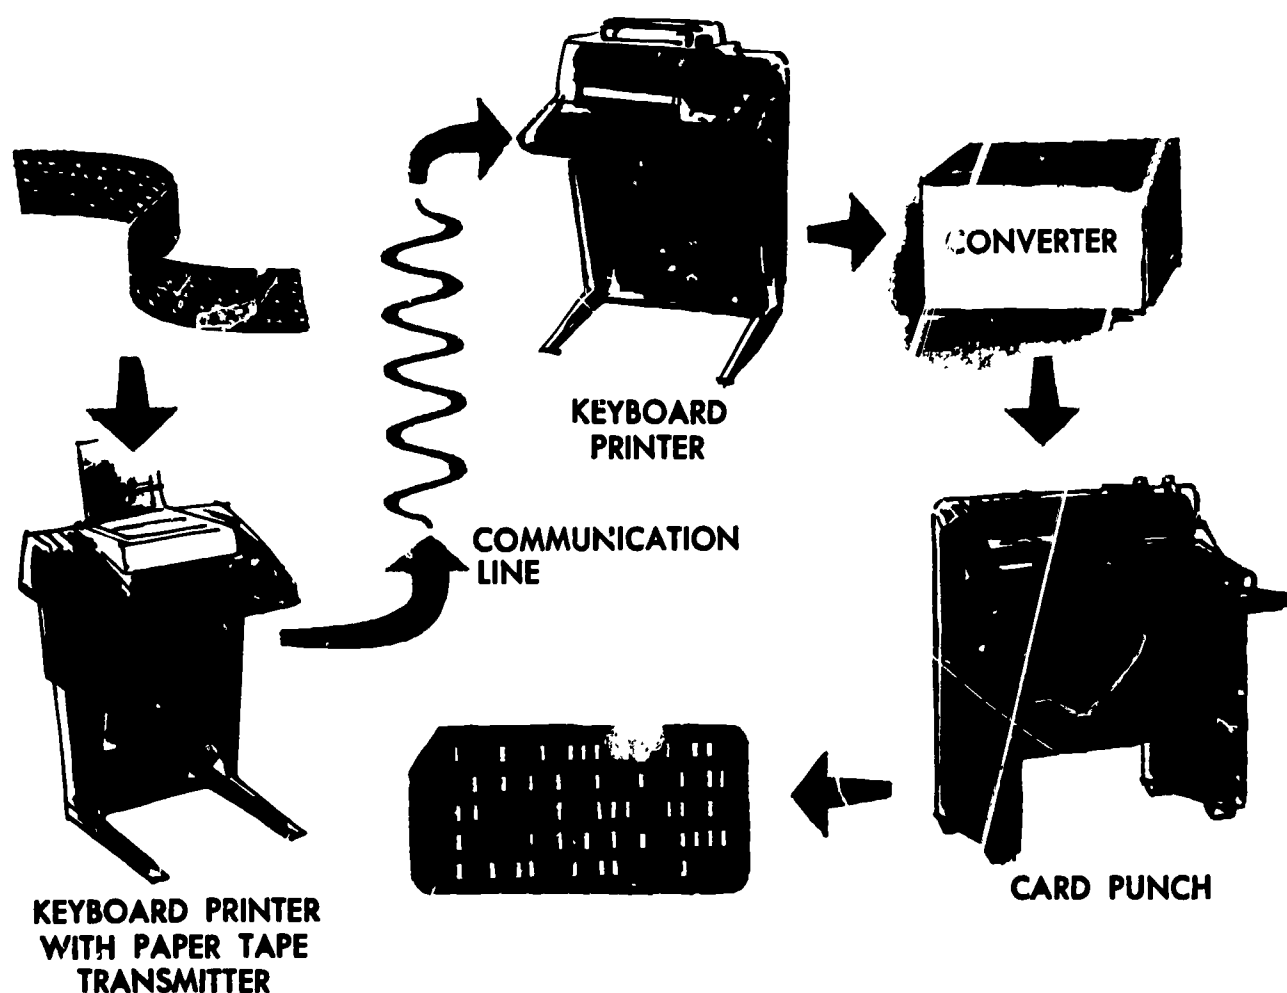 CONVERTER
KEYBOARD
PRINTER
COMMUNICATION
LINE
CARD PUNCH
KEYBOARD PRINTER
WITH PAPER TAPE
TRANSMITTER